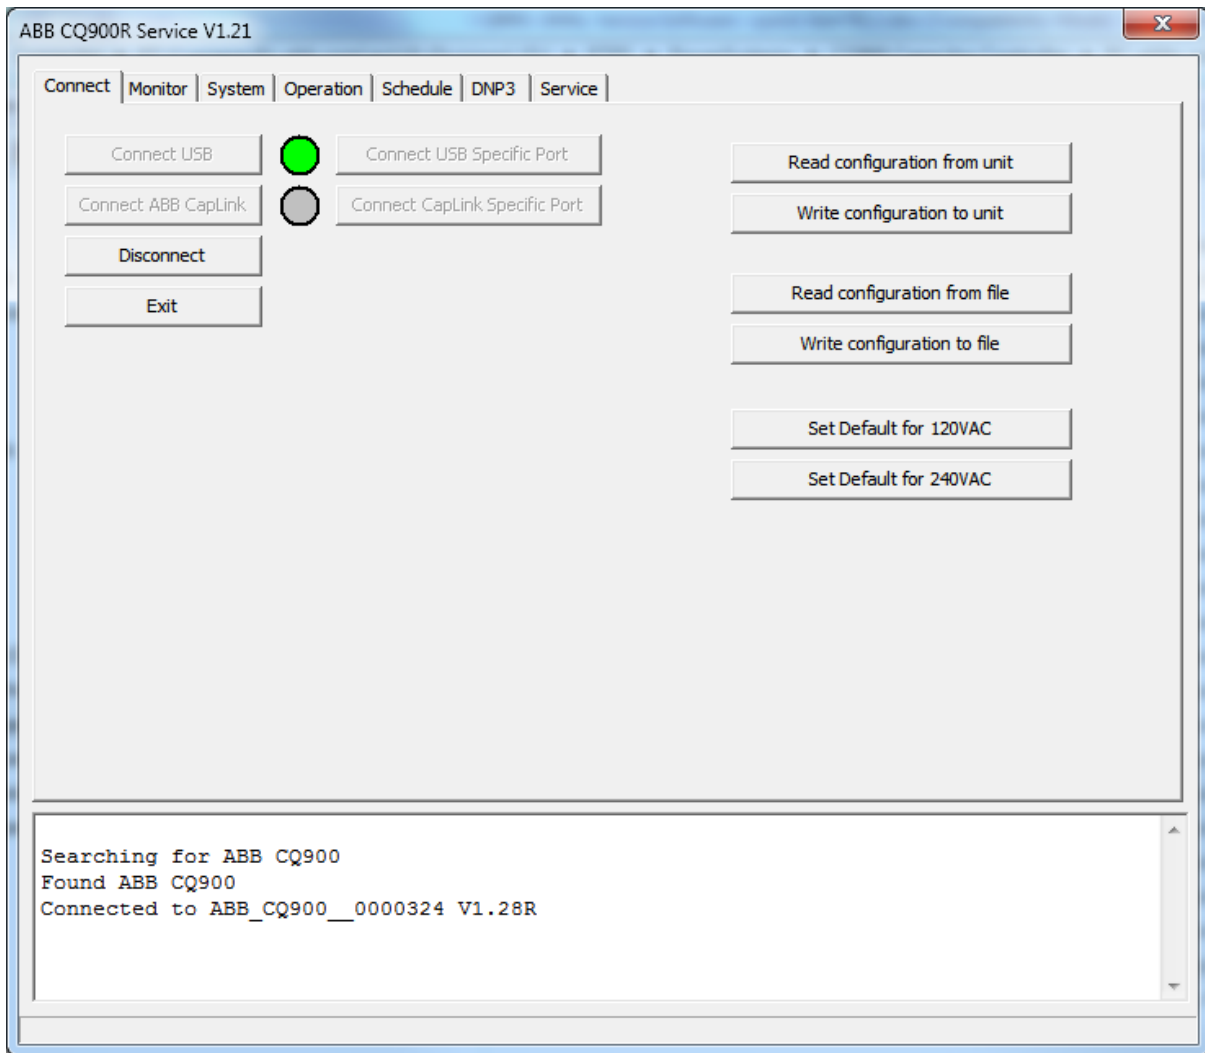 ABB CQ900R Service V1.21
Connect Monitor System Operation Schedule DNP3 Service
Connect USB
Connect USB Specific Port
Connect ABB CapLink
Connect CapLink Specific Port
Disconnect
Exit
Read configuration from unit
Write configuration to unit
Read configuration from file
Write configuration to file
Set Default for 120VAC
Set Default for 240VAC
Searching for ABB CQ900
Found ABB CQ900
Connected to ABB_CQ900__0000324 V1.28R